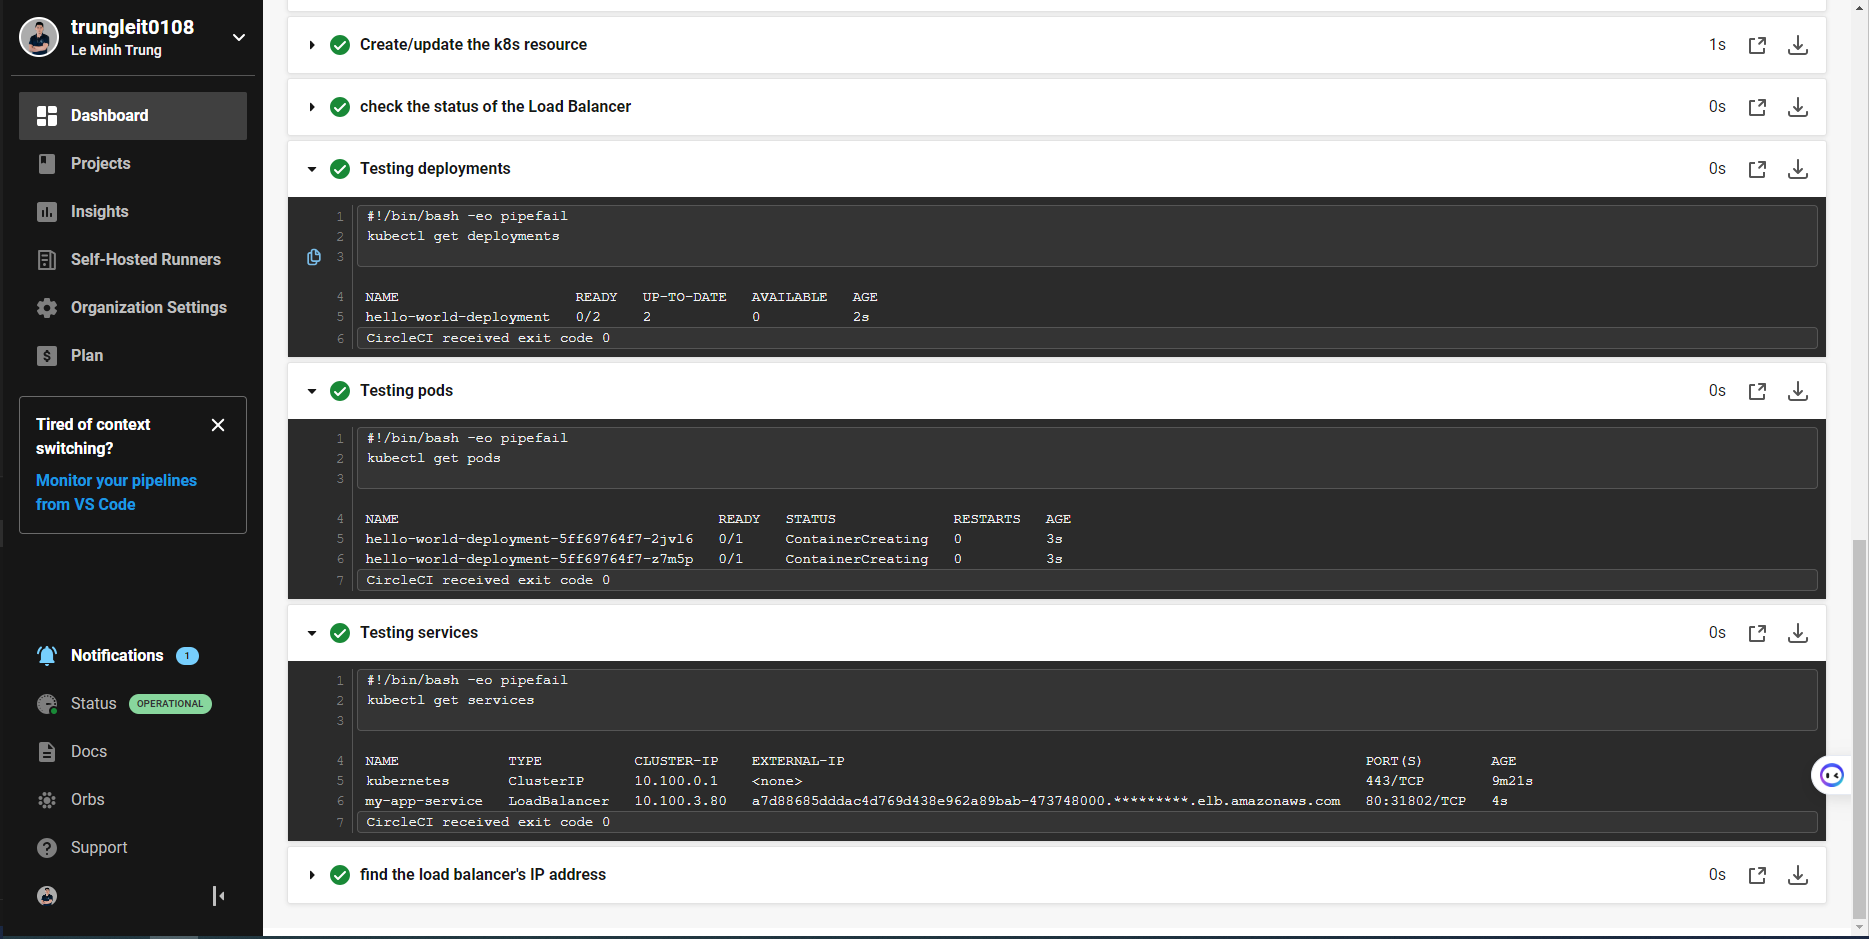 trungleit0108
Le Minh Trung
Dashboard
Projects
Insights
Self-Hosted Runners
Organization Settings
Plan
Tired of context
switching?
Monitor your pipelines
from VS Code
Notifications 1
Status OPERATIONAL
Docs
Orbs
Support
Create/update the k8s resource 1s
check the status of the Load Balancer 0s
Testing deployments 0s
1 #!/bin/bash -eo pipefail
2 kubectl get deployments
3
4 NAME READY UP-TO-DATE AVAILABLE AGE
5 hello-world-deployment 0/2 2 0 2s
6 CircleCI received exit code 0
Testing pods 0s
1 #!/bin/bash -eo pipefail
2 kubectl get pods
3
4 NAME READY STATUS RESTARTS AGE
5 hello-world-deployment-5ff69764f7-2jvl6 0/1 ContainerCreating 0 3s
6 hello-world-deployment-5ff69764f7-z7m5p 0/1 ContainerCreating 0 3s
7 CircleCI received exit code 0
Testing services 0s
1 #!/bin/bash -eo pipefail
2 kubectl get services
3
4 NAME TYPE CLUSTER-IP EXTERNAL-IP PORT(S) AGE
5 kubernetes ClusterIP 10.100.0.1 <none> 443/TCP 9m21s
6 my-app-service LoadBalancer 10.100.3.80 a7d88685dddac4d769d438e962a89bab-473748000.*********.elb.amazonaws.com 80:31802/TCP 4s
7 CircleCI received exit code 0
find the load balancer's IP address 0s